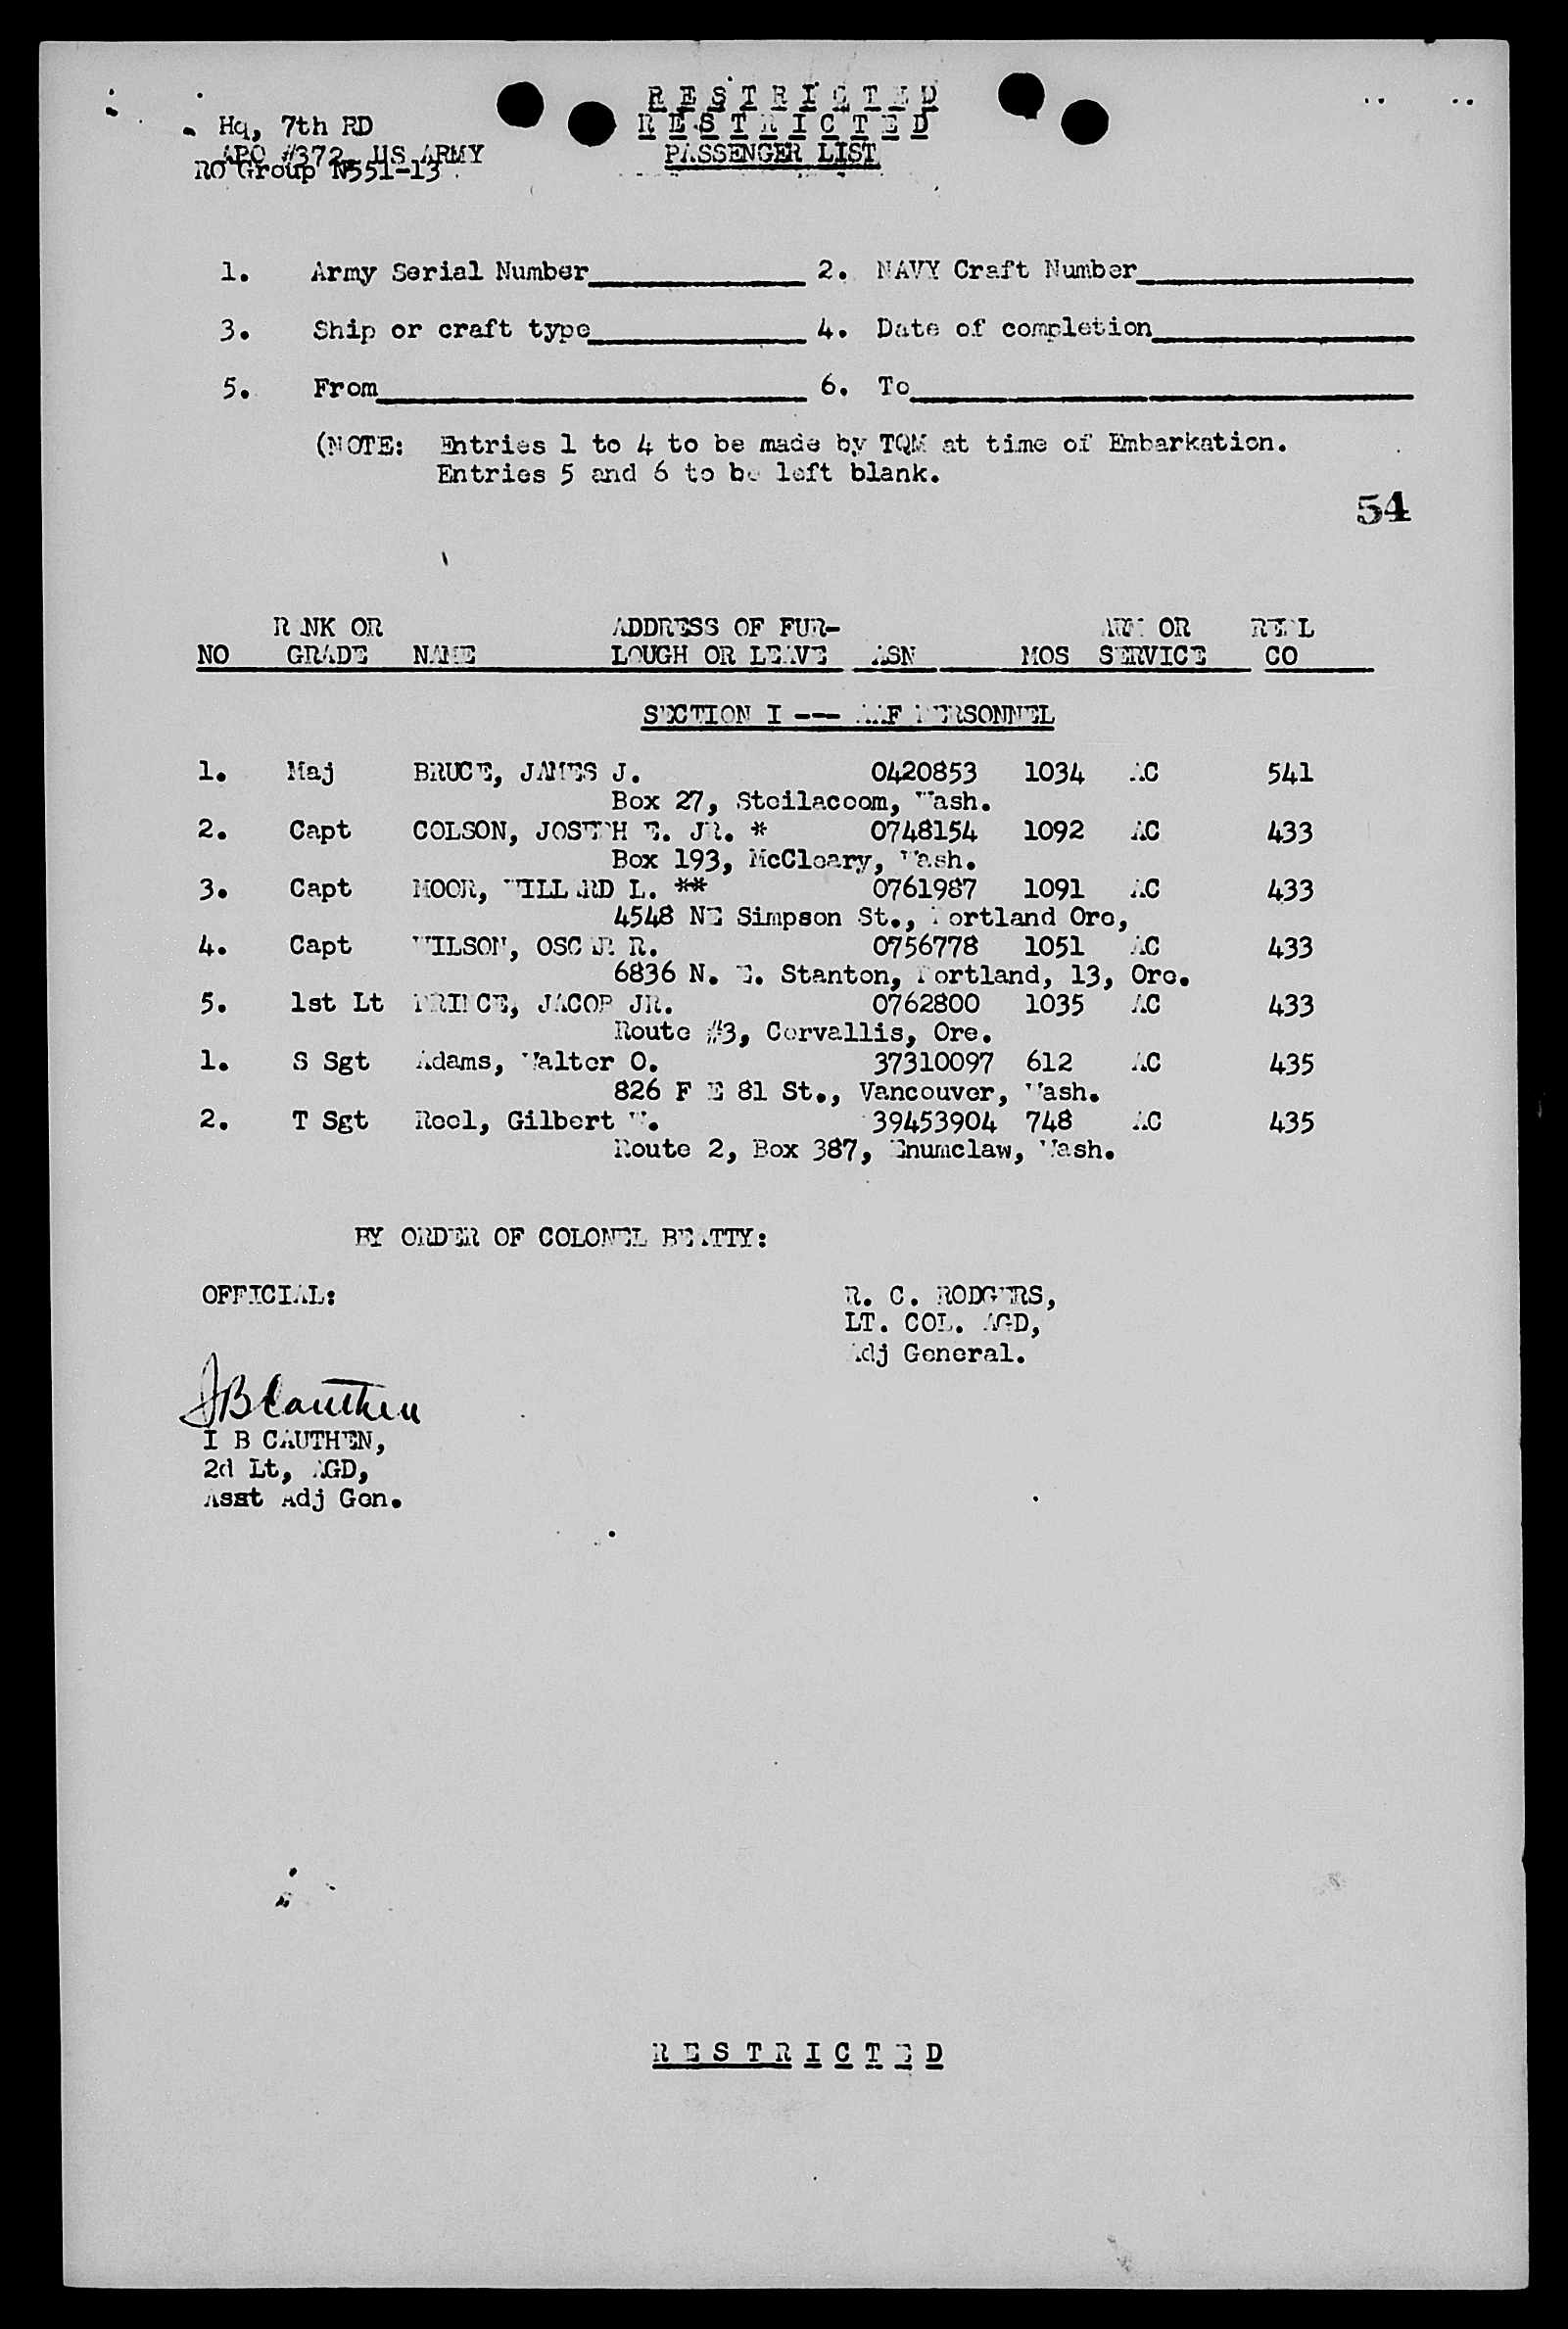 R E S T R I C T E D
Hq, 7th RD
R E S T R I C T E D
APO #372, US ARMY
PASSENGER LIST
RO Group N551-13
1. Army Serial Number 2. NAVY Craft Number
3. Ship or craft type 4. Date of completion
5. From 6. To
(NOTE: Entries 1 to 4 to be made by TQM at time of Embarkation.
Entries 5 and 6 to be left blank.
54
RANK OR ADDRESS OF FUR- ARM OR REPL
NO GRADE NAME LOUGH OR LEAVE ASN MOS SERVICE CO
SECTION I --- AAF PERSONNEL
1. Maj BRUCE, JAMES J. 0420853 1034 AC 541
Box 27, Steilacoom, Wash.
2. Capt COLSON, JOSEPH E. JR. * 0748154 1092 AC 433
Box 193, McCleary, Wash.
3. Capt MOOR, WILLARD L. ** 0761987 1091 AC 433
4548 NE Simpson St., Portland Ore,
4. Capt WILSON, OSCAR R. 0756778 1051 AC 433
6836 N. E. Stanton, Portland, 13, Ore.
5. 1st Lt PRINCE, JACOB JR. 0762800 1035 AC 433
Route #3, Corvallis, Ore.
1. S Sgt Adams, Walter O. 37310097 612 AC 435
826 F E 81 St., Vancouver, Wash.
2. T Sgt Reel, Gilbert W. 39453904 748 AC 435
Route 2, Box 387, Enumclaw, Wash.
BY ORDER OF COLONEL BEATTY:
OFFICIAL: R. C. RODGERS,
LT. COL. AGD,
Adj General.
I B Cauthen
I B CAUTHEN,
2d Lt, AGD,
Asst Adj Gen.
R E S T R I C T E D